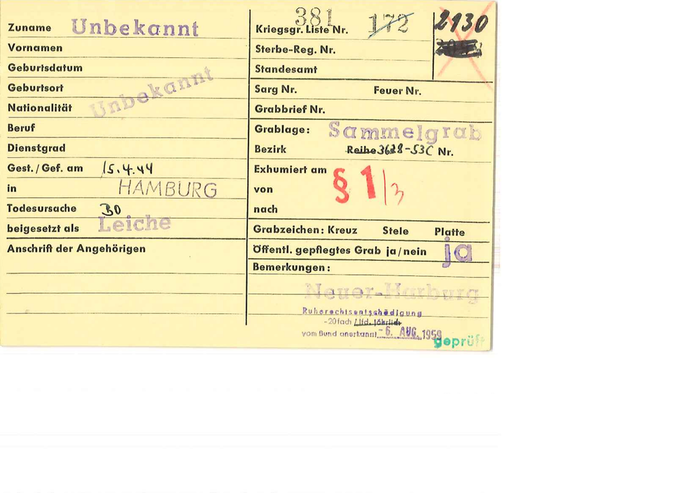 Zuname Unbekannt
Vornamen
Geburtsdatum
Geburtsort
Nationalität Unbekannt
Beruf
Dienstgrad
Gest./Gef. am 15.4.44
in HAMBURG
Todesursache BO
beigesetzt als Leiche
Anschrift der Angehörigen
381 172 2130
Kriegsgr. Liste Nr.
Sterbe-Reg. Nr.
Standesamt
Sarg Nr. Feuer Nr.
Grabbrief Nr.
Grablage: Sammelgrab
Bezirk Reihe 3628-53C Nr.
Exhumiert am § 1/3
von
nach
Grabzeichen: Kreuz Stele Platte
Öffentl. gepflegtes Grab ja/nein ja
Bemerkungen:
Neuer-Harburg
Ruherechtsentschädigung
-20fach / lfd. jährlich
vom Bund anerkannt -6. AUG. 1959
geprüft